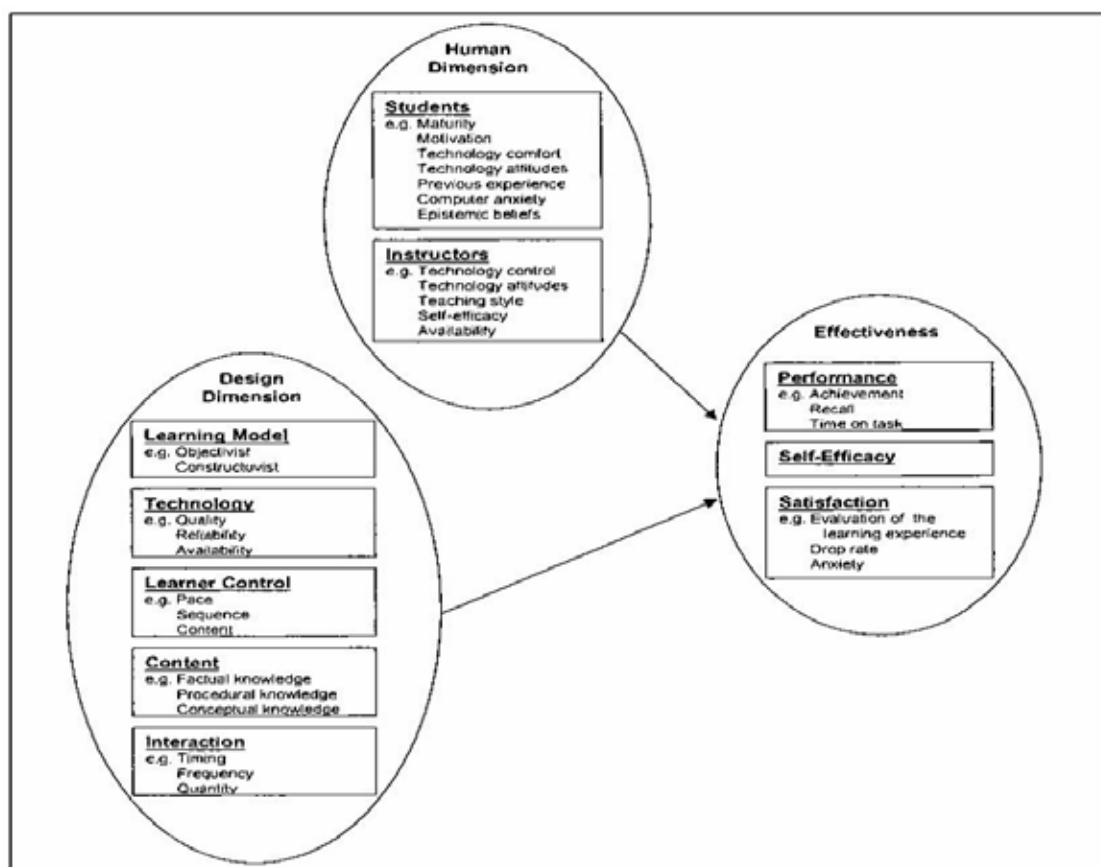 Human
Dimension
Students
e.g. Maturity
Motivation
Technology comfort
Technology attitudes
Previous experience
Computer anxiety
Epistemic beliefs
Instructors
e.g. Technology control
Technology attitudes
Teaching style
Self-efficacy
Availability
Effectiveness
Performance
e.g. Achievement
Recall
Time on task
Self-Efficacy
Satisfaction
e.g. Evaluation of the
learning experience
Drop rate
Anxiety
Design
Dimension
Learning Model
e.g. Objectivist
Constructuvist
Technology
e.g. Quality
Reliability
Availability
Learner Control
e.g. Pace
Sequence
Content
Content
e.g. Factual knowledge
Procedural knowledge
Conceptual knowledge
Interaction
e.g. Timing
Frequency
Quantity